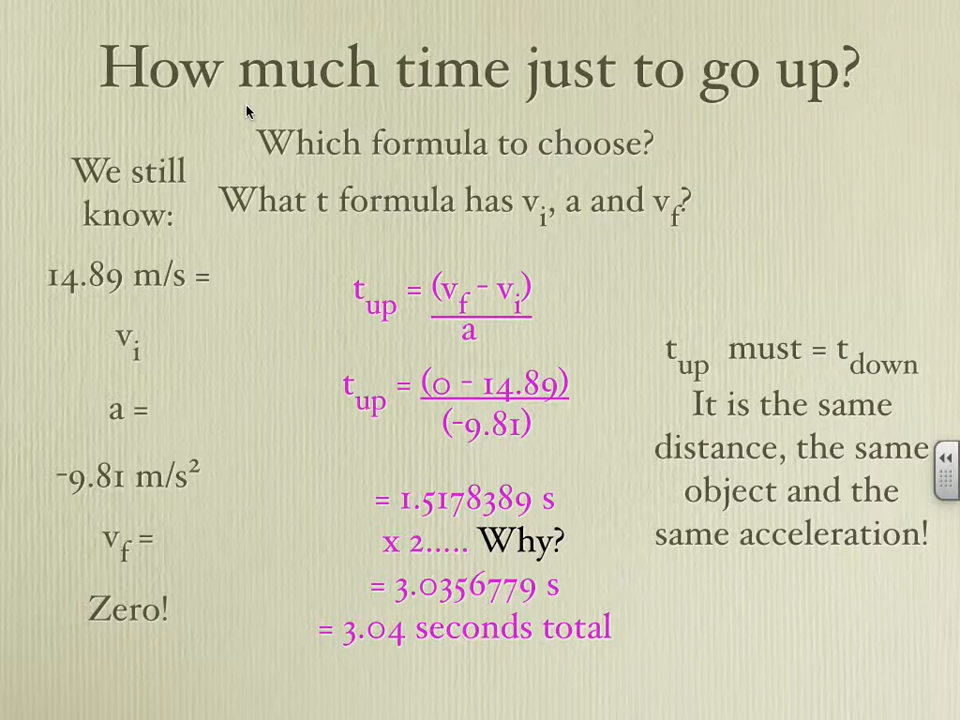 How much time just to go up?
Which formula to choose?
What t formula has vi, a and vf?
We still
know:
14.89 m/s =
vi
a =
-9.81 m/s²
vf =
Zero!
tup = (vf - vi)
a
tup = (0 - 14.89)
(-9.81)
= 1.5178389 s
x 2..... Why?
= 3.0356779 s
= 3.04 seconds total
tup must = tdown
It is the same
distance, the same
object and the
same acceleration!